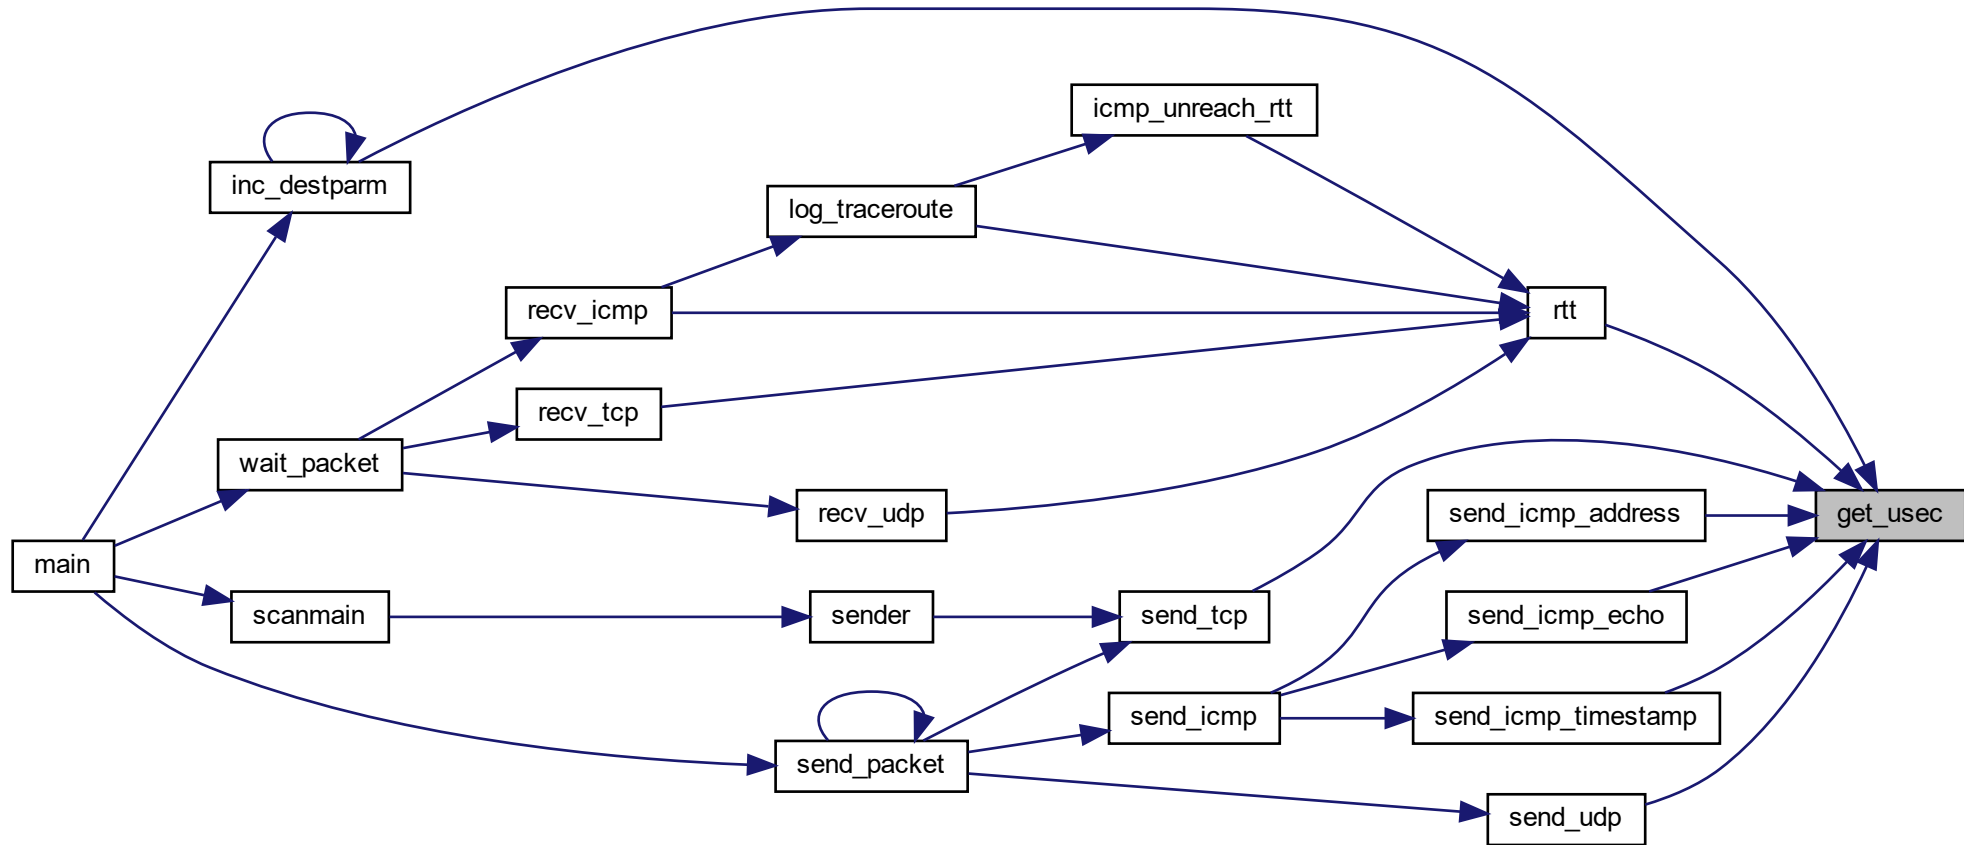 icmp_unreach_rtt
inc_destparm
log_traceroute
recv_icmp
rtt
recv_tcp
wait_packet
recv_udp
send_icmp_address
get_usec
main
scanmain
sender
send_tcp
send_icmp_echo
send_icmp
send_icmp_timestamp
send_packet
send_udp